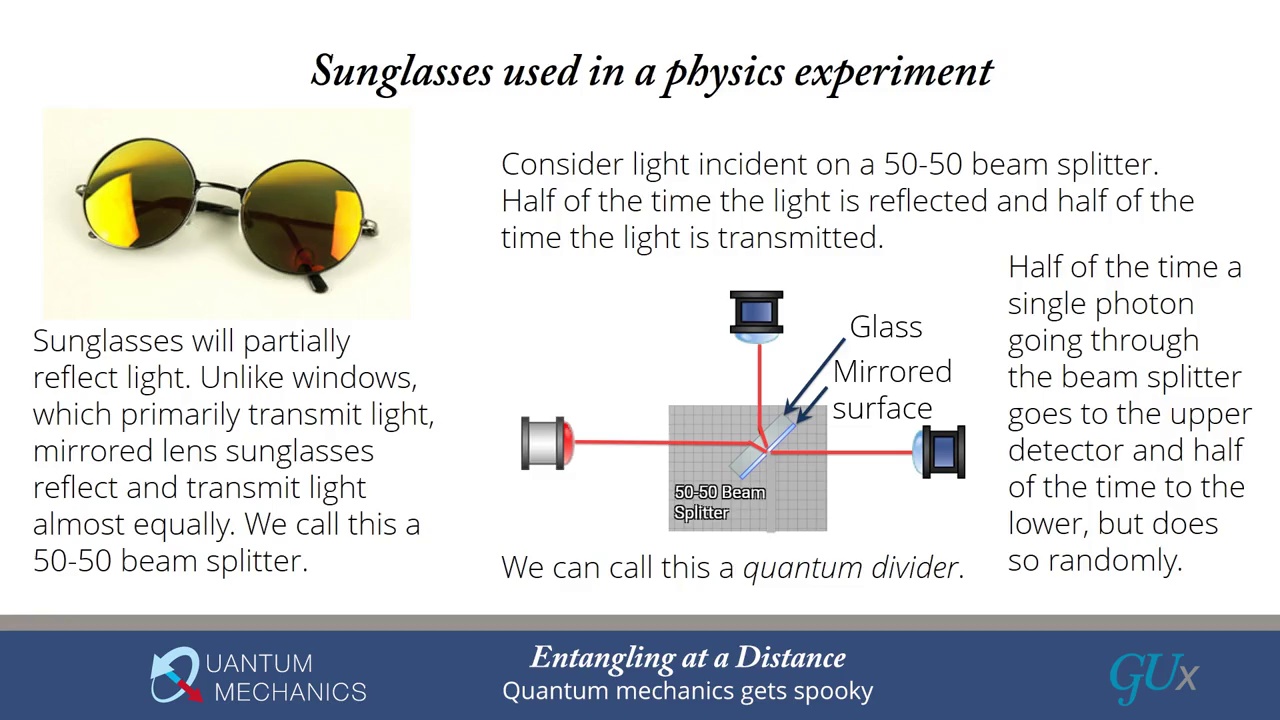 Sunglasses used in a physics experiment
Consider light incident on a 50-50 beam splitter.
Half of the time the light is reflected and half of the
time the light is transmitted.
Sunglasses will partially
reflect light. Unlike windows,
which primarily transmit light,
mirrored lens sunglasses
reflect and transmit light
almost equally. We call this a
50-50 beam splitter.
Glass
Mirrored
surface
50-50 Beam
Splitter
We can call this a quantum divider.
Half of the time a
single photon
going through
the beam splitter
goes to the upper
detector and half
of the time to the
lower, but does
so randomly.
QUANTUM
MECHANICS
Entangling at a Distance
Quantum mechanics gets spooky
GUx